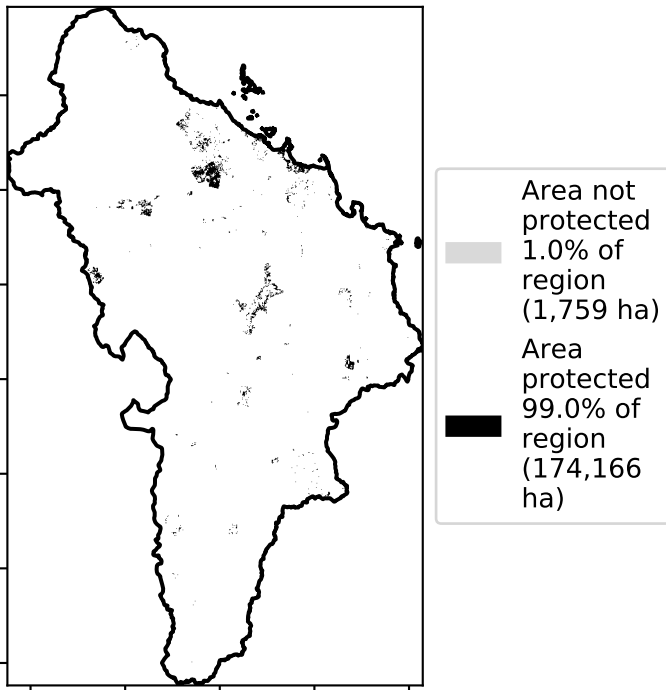 Area not
protected
1.0% of
region
(1,759 ha)
Area
protected
99.0% of
region
(174,166
ha)